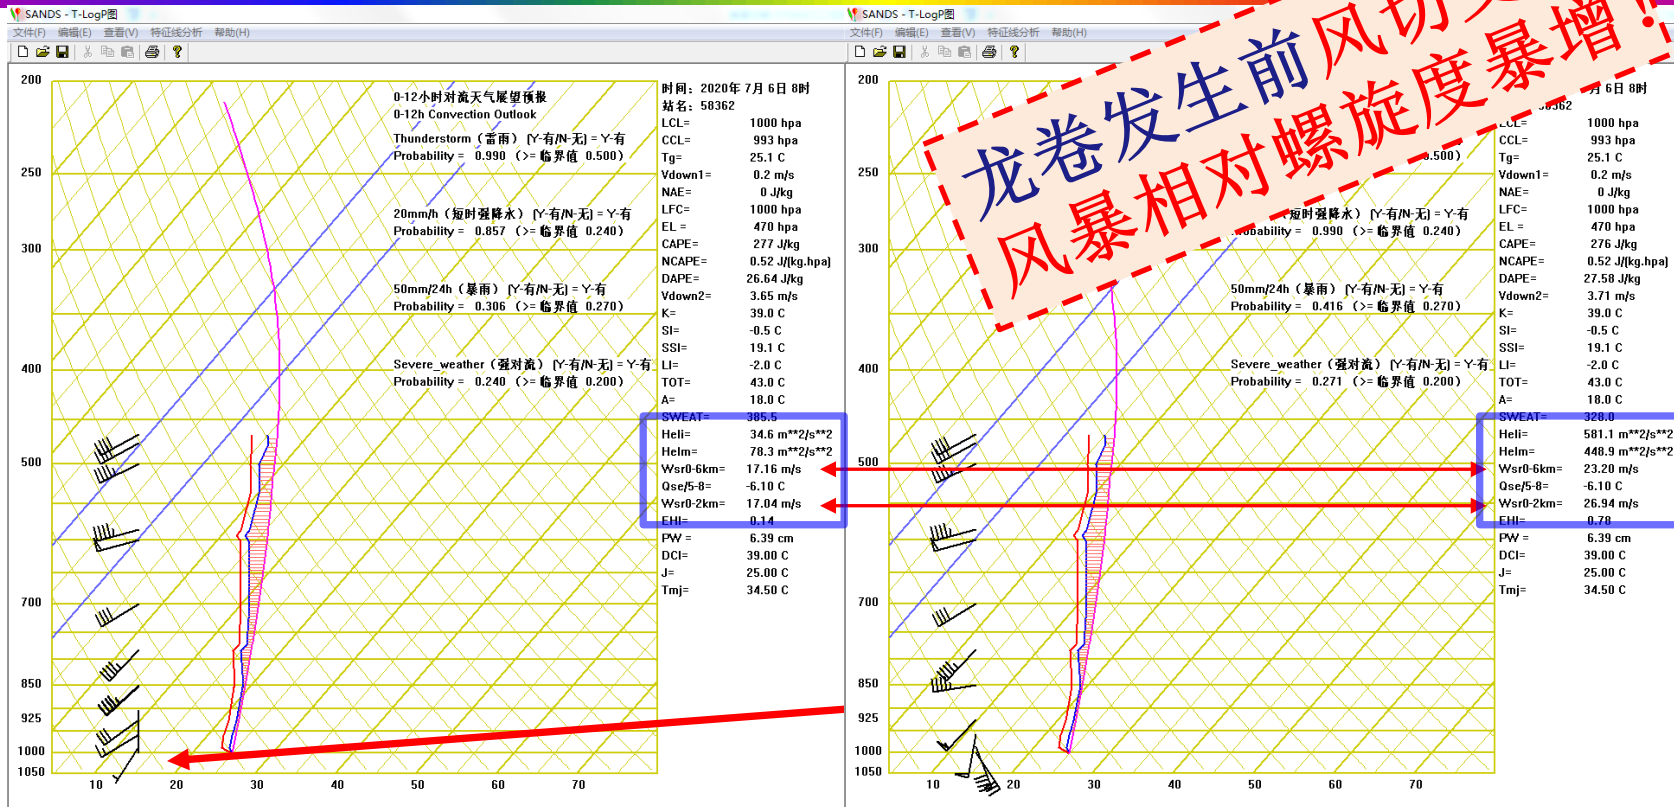 SANDS - T-LogP图
文件(F) 编辑(E) 查看(V) 特征线分析 帮助(H)
200
250
300
400
500
700
850
925
1000
1050
10 20 30 40 50 60 70
0-12小时对流天气展望预报
0-12h Convection Outlook
Thunderstorm（雷雨） (Y-有/N-无) = Y-有
Probability = 0.990 （>= 临界值 0.500）
20mm/h（短时强降水） (Y-有/N-无) = Y-有
Probability = 0.857 （>= 临界值 0.240）
50mm/24h（暴雨） (Y-有/N-无) = Y-有
Probability = 0.306 （>= 临界值 0.270）
Severe_weather（强对流） (Y-有/N-无) = Y-有
Probability = 0.240 （>= 临界值 0.200）
时间：2020年 7月 6日 8时
站名：58362
LCL= 1000 hpa
CCL= 993 hpa
Tg= 25.1 C
Vdown1= 0.2 m/s
NAE= 0 J/kg
LFC= 1000 hpa
EL = 470 hpa
CAPE= 277 J/kg
NCAPE= 0.52 J/(kg.hpa)
DAPE= 26.64 J/kg
Vdown2= 3.65 m/s
K= 39.0 C
SI= -0.5 C
SSI= 19.1 C
LI= -2.0 C
TOT= 43.0 C
A= 18.0 C
SWEAT= 385.5
Heli= 34.6 m**2/s**2
Helm= 78.3 m**2/s**2
Wsr0-6km= 17.16 m/s
Qse/5-8= -6.10 C
Wsr0-2km= 17.04 m/s
EHI= 0.14
PW = 6.39 cm
DCI= 39.00 C
J= 25.00 C
Tmj= 34.50 C
SANDS - T-LogP图
文件(F) 编辑(E) 查看(V) 特征线分析 帮助(H)
龙卷发生前风切变
风暴相对螺旋度暴增！
200
250
300
400
500
700
850
925
1000
1050
10 20 30 40 50 60 70
0.500）
短时强降水） (Y-有/N-无) = Y-有
Probability = 0.990 （>= 临界值 0.240）
50mm/24h（暴雨） (Y-有/N-无) = Y-有
Probability = 0.416 （>= 临界值 0.270）
Severe_weather（强对流） (Y-有/N-无) = Y-有
Probability = 0.271 （>= 临界值 0.200）
月 6日 8时
58362
LCL= 1000 hpa
CCL= 993 hpa
Tg= 25.1 C
Vdown1= 0.2 m/s
NAE= 0 J/kg
LFC= 1000 hpa
EL = 470 hpa
CAPE= 276 J/kg
NCAPE= 0.52 J/(kg.hpa)
DAPE= 27.58 J/kg
Vdown2= 3.71 m/s
K= 39.0 C
SI= -0.5 C
SSI= 19.1 C
LI= -2.0 C
TOT= 43.0 C
A= 18.0 C
SWEAT= 328.0
Heli= 581.1 m**2/s**2
Helm= 448.9 m**2/s**2
Wsr0-6km= 23.20 m/s
Qse/5-8= -6.10 C
Wsr0-2km= 26.94 m/s
EHI= 0.78
PW = 6.39 cm
DCI= 39.00 C
J= 25.00 C
Tmj= 34.50 C